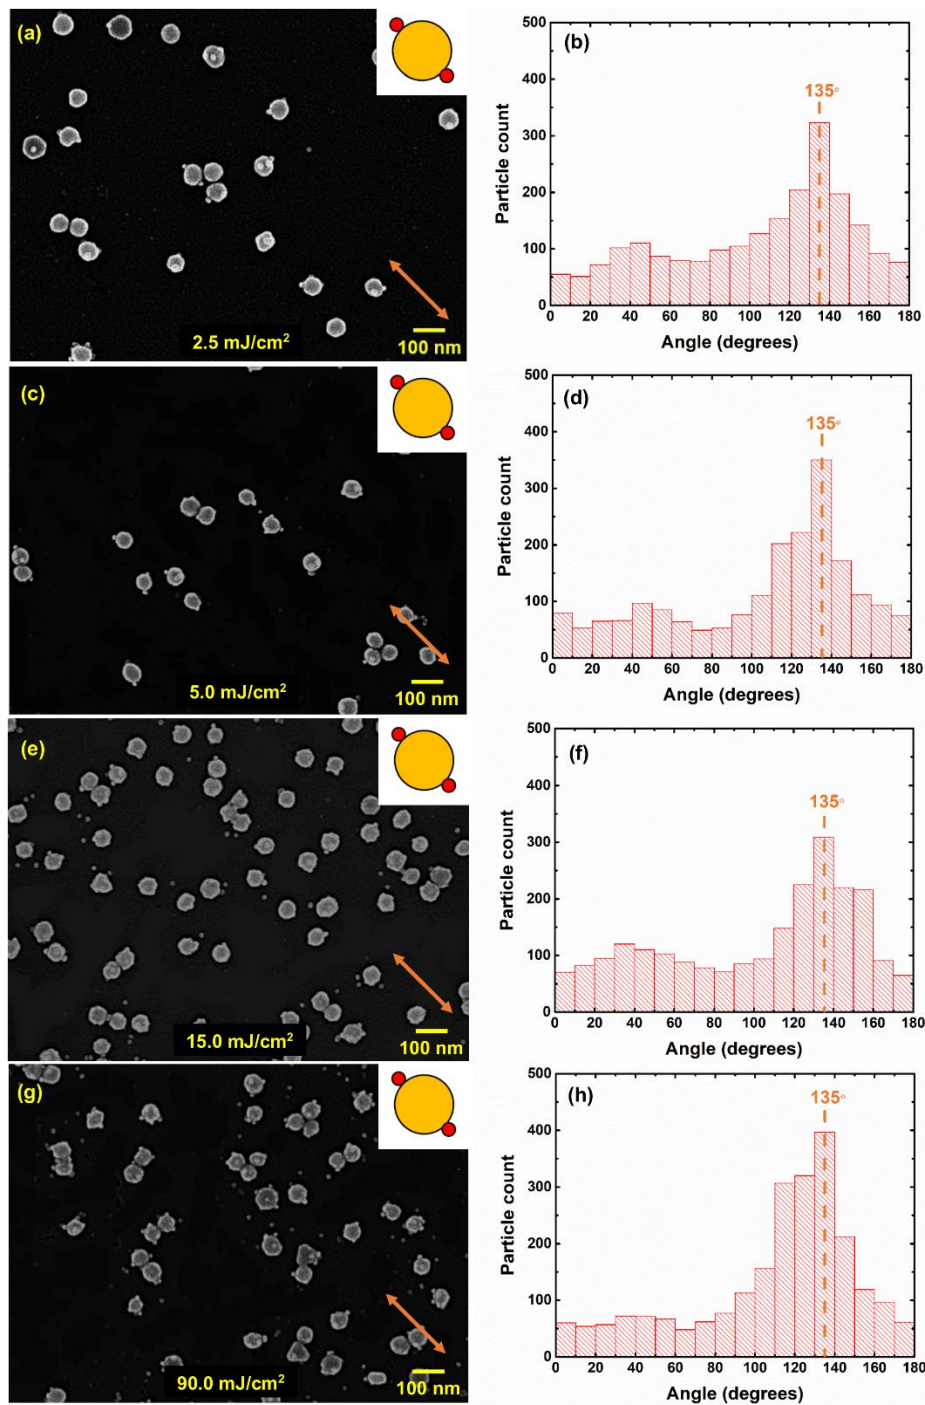 (a)
2.5 mJ/cm²
100 nm
(b)
135°
Particle count
500
400
300
200
100
0
0 20 40 60 80 100 120 140 160 180
Angle (degrees)
(c)
5.0 mJ/cm²
100 nm
(d)
135°
Particle count
500
400
300
200
100
0
0 20 40 60 80 100 120 140 160 180
Angle (degrees)
(e)
15.0 mJ/cm²
100 nm
(f)
135°
Particle count
500
400
300
200
100
0
0 20 40 60 80 100 120 140 160 180
Angle (degrees)
(g)
90.0 mJ/cm²
100 nm
(h)
135°
Particle count
500
400
300
200
100
0
0 20 40 60 80 100 120 140 160 180
Angle (degrees)